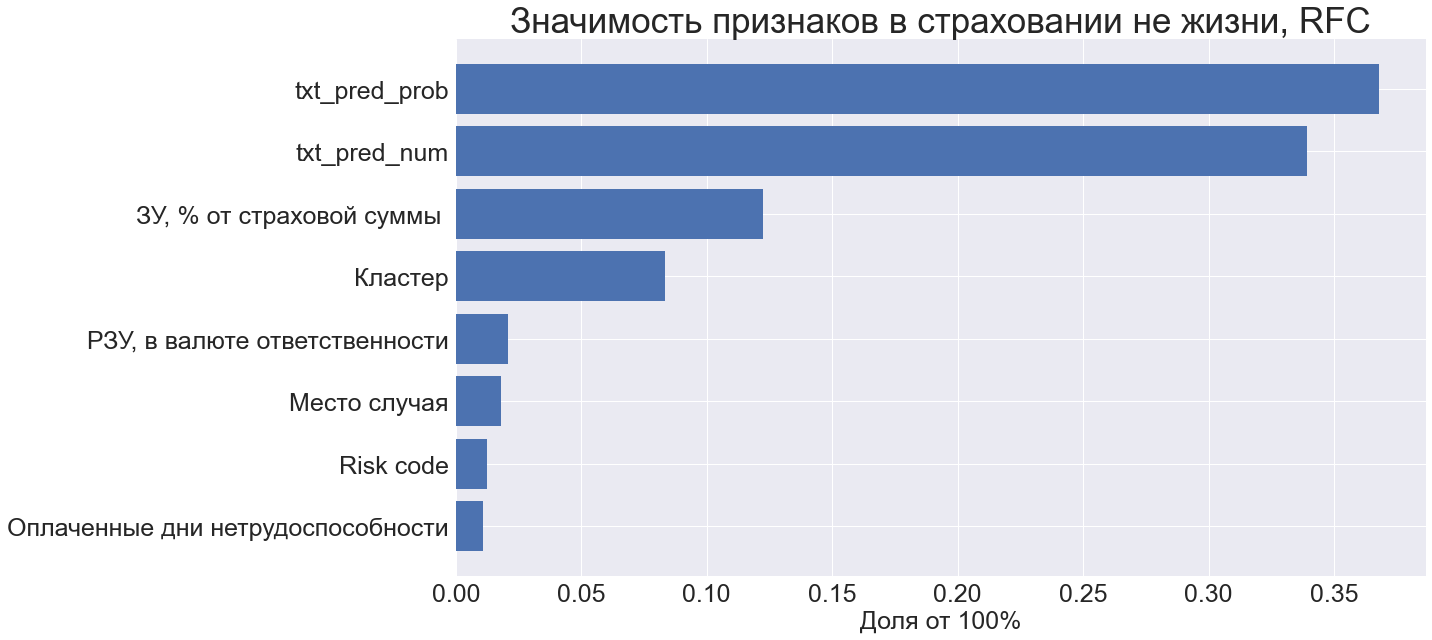 Значимость признаков в страховании не жизни, RFC
txt_pred_prob
txt_pred_num
ЗУ, % от страховой суммы
Кластер
РЗУ, в валюте ответственности
Место случая
Risk code
Оплаченные дни нетрудоспособности
0.00 0.05 0.10 0.15 0.20 0.25 0.30 0.35
Доля от 100%